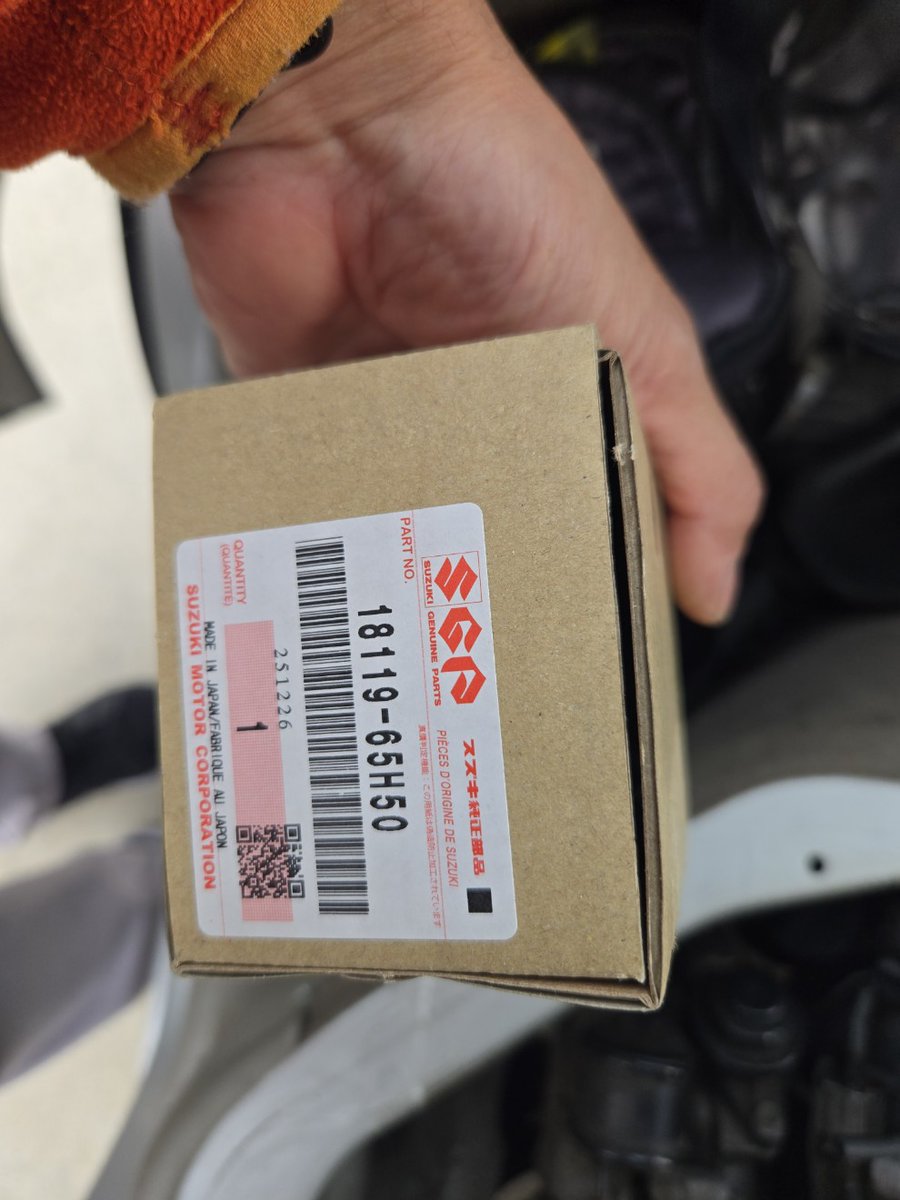 SGP
スズキ純正部品
SUZUKI GENUINE PARTS
PIÈCES D'ORIGINE DE SUZUKI
PART NO.
18119-65H50
251226
QUANTITY
(QUANTITÉ)
1
MADE IN JAPAN/FABRIQUE AU JAPON
SUZUKI MOTOR CORPORATION